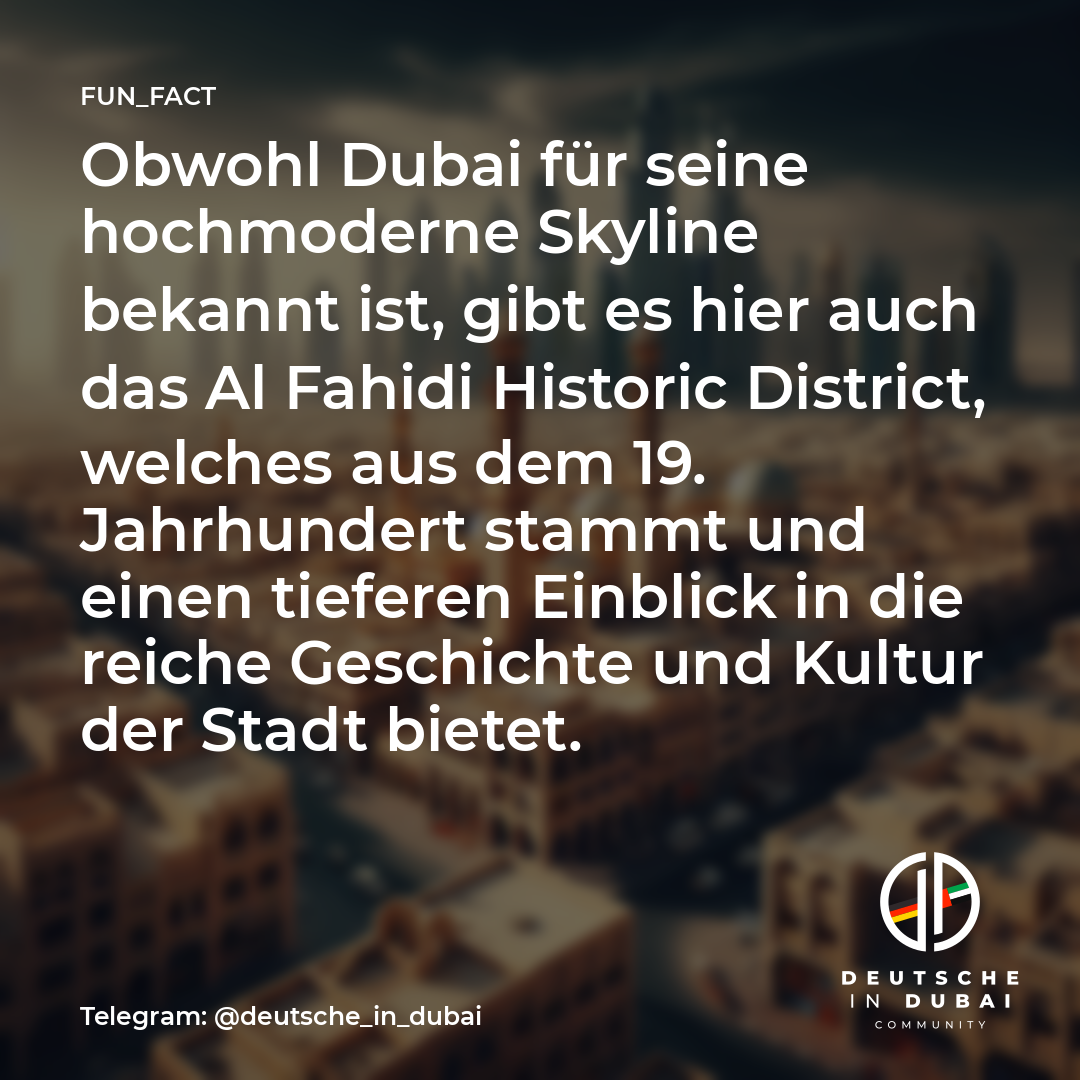 FUN_FACT
Obwohl Dubai für seine
hochmoderne Skyline
bekannt ist, gibt es hier auch
das Al Fahidi Historic District,
welches aus dem 19.
Jahrhundert stammt und
einen tieferen Einblick in die
reiche Geschichte und Kultur
der Stadt bietet.
DEUTSCHE
IN DUBAI
COMMUNITY
Telegram: @deutsche_in_dubai